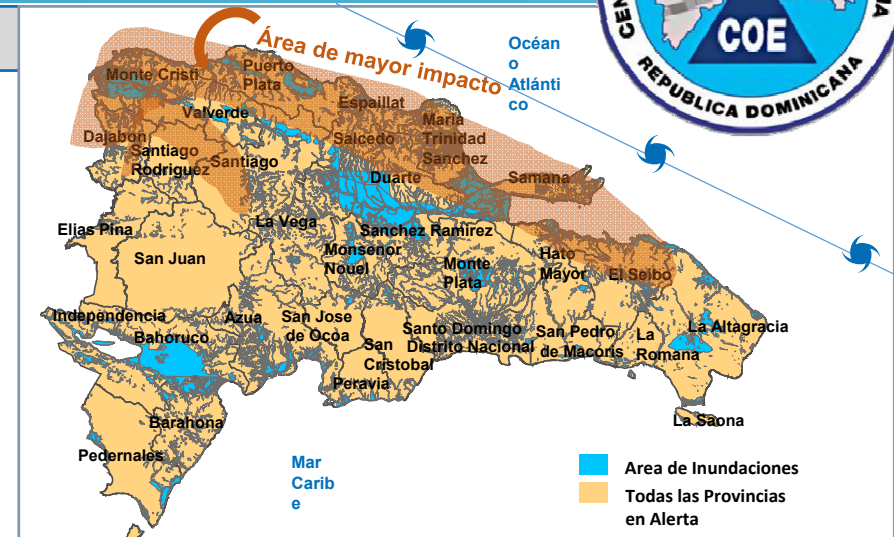 CEN
IA
COE
REPUBLICA DOMINICANA
Área de mayor impacto
Océan
o
Atlánti
co
Monte Cristi
Puerto
Plata
Espaillat
Valverde
Maria
Trinidad
Sanchez
Dajabon
Salcedo
Santiago
Rodriguez
Santiago
Duarte
Samana
La Vega
Elias Pina
Sanchez Ramirez
San Juan
Monsenor
Nouel
Hato
Mayor
Monte
Plata
El Seibo
Independencia
Azua
San Jose
de Ocoa
Bahoruco
Santo Domingo
Distrito Nacional
San Pedro
de Macoris
La
Romana
La Altagracia
San
Cristobal
Peravia
Barahona
La Saona
Pedernales
Mar
Carib
e
Area de Inundaciones
Todas las Provincias
en Alerta